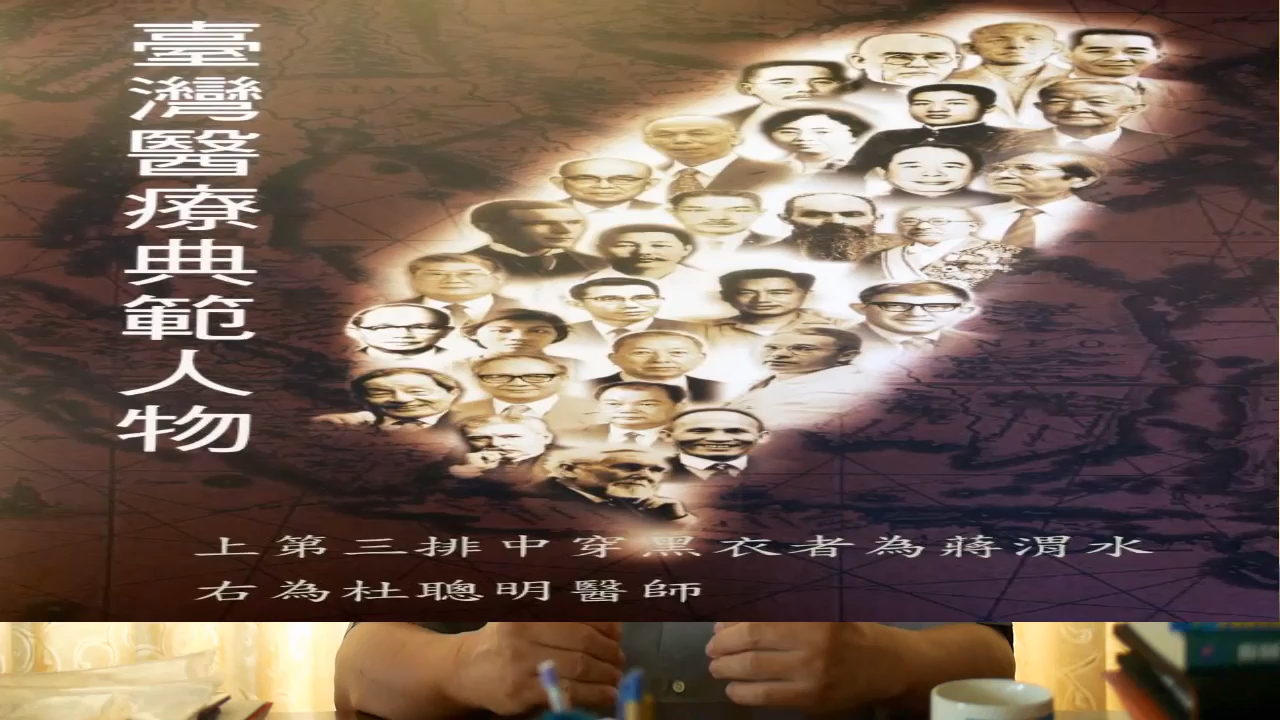 臺灣醫療典範人物
上第三排中穿黑衣者為蔣渭水
右為杜聰明醫師